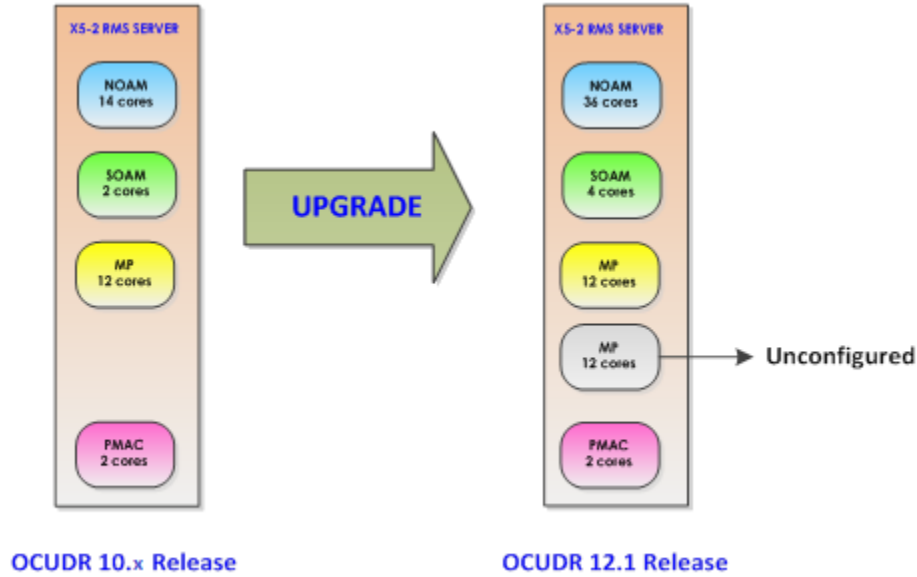 X5-2 RMS SERVER
NOAM
14 cores
SOAM
2 cores
MP
12 cores
PMAC
2 cores
OCUDR 10.x Release
UPGRADE
X5-2 RMS SERVER
NOAM
36 cores
SOAM
4 cores
MP
12 cores
MP
12 cores
Unconfigured
PMAC
2 cores
OCUDR 12.1 Release